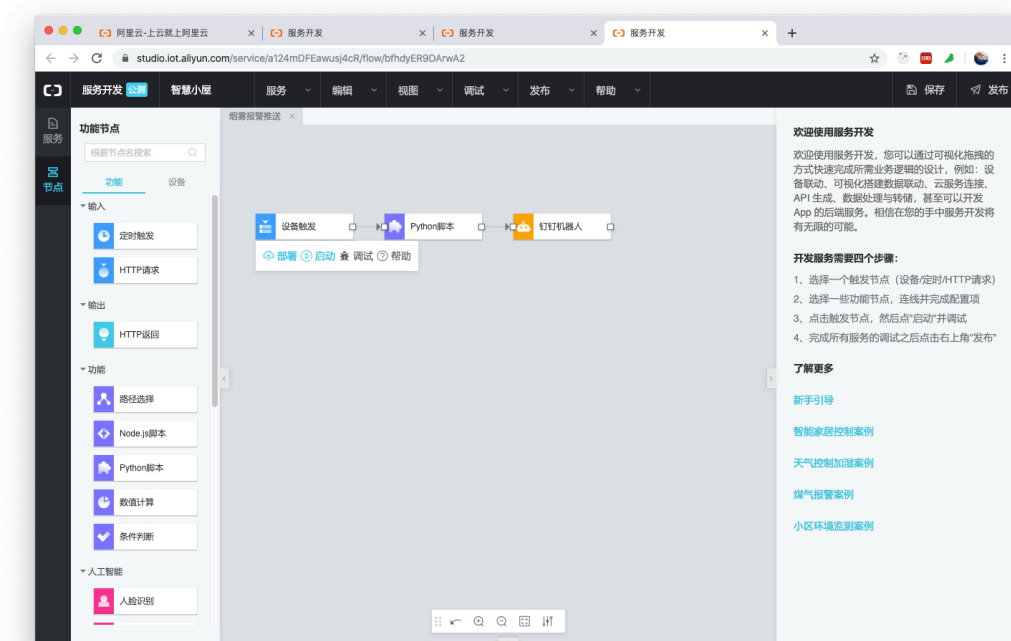 阿里云-上云就上阿里云
服务开发
服务开发
服务开发
studio.iot.aliyun.com/service/a124mDFEawusj4cR/flow/bfhdyER9DArwA2
服务开发 公测 智慧小屋 服务 编辑 视图 调试 发布 帮助 保存 发布
服务
节点
功能节点
根据节点名搜索
功能 设备
输入
定时触发
HTTP请求
输出
HTTP返回
功能
路径选择
Node.js脚本
Python脚本
数值计算
条件判断
人工智能
人脸识别
烟雾报警推送
设备触发 Python脚本 钉钉机器人
部署 启动 调试 帮助
欢迎使用服务开发
欢迎使用服务开发，您可以通过可视化拖拽的
方式快速完成所需业务逻辑的设计，例如：设
备联动、可视化搭建数据联动、云服务连接、
API 生成、数据处理与转储，甚至可以开发
App 的后端服务。相信在您的手中服务开发将
有无限的可能。
开发服务需要四个步骤：
1、选择一个触发节点（设备/定时/HTTP请求）
2、选择一些功能节点，连线并完成配置项
3、点击触发节点，然后点"启动"并调试
4、完成所有服务的调试之后点击右上角"发布"
了解更多
新手引导
智能家居控制案例
天气控制加湿案例
煤气报警案例
小区环境监测案例